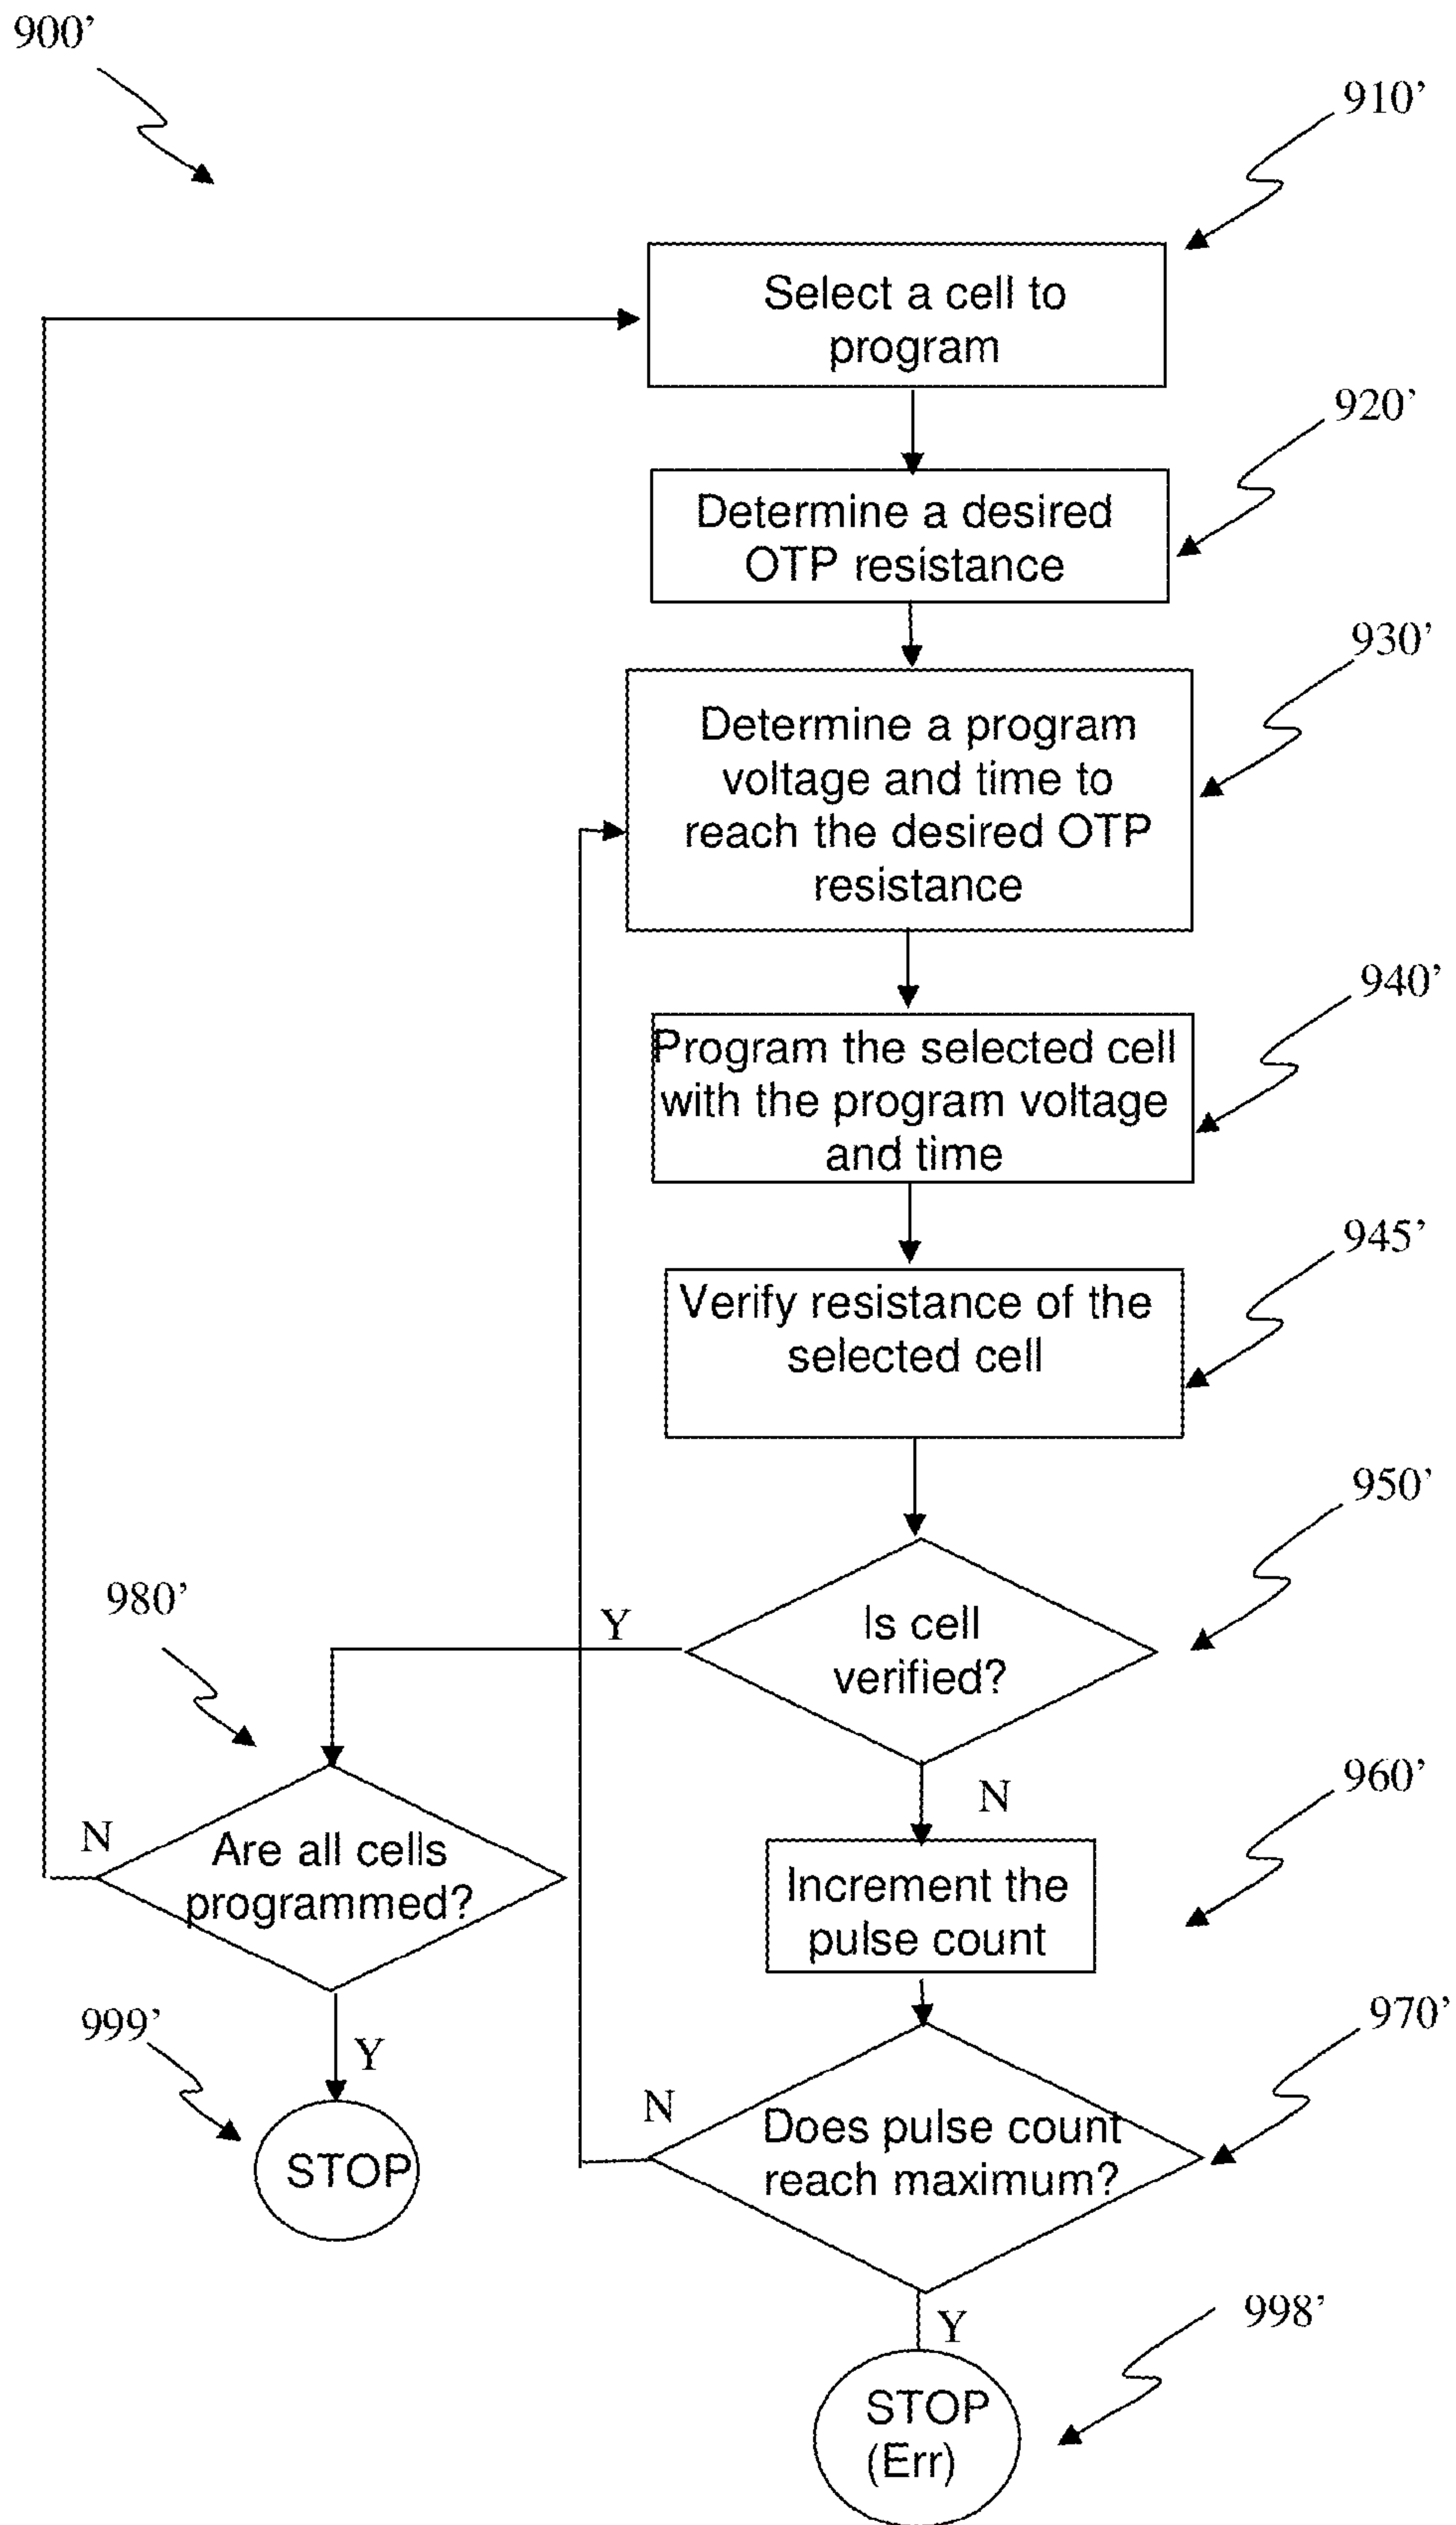 900’
910’
Select a cell to
program
920’
Determine a desired
OTP resistance
930’
Determine a program
voltage and time to
reach the desired OTP
resistance
940’
Program the selected cell
with the program voltage
and time
945’
Verify resistance of the
selected cell
950’
Is cell
verified?
Y
N
980’
Are all cells
programmed?
N
Y
999’
STOP
960’
Increment the
pulse count
970’
Does pulse count
reach maximum?
N
Y
998’
STOP
(Err)